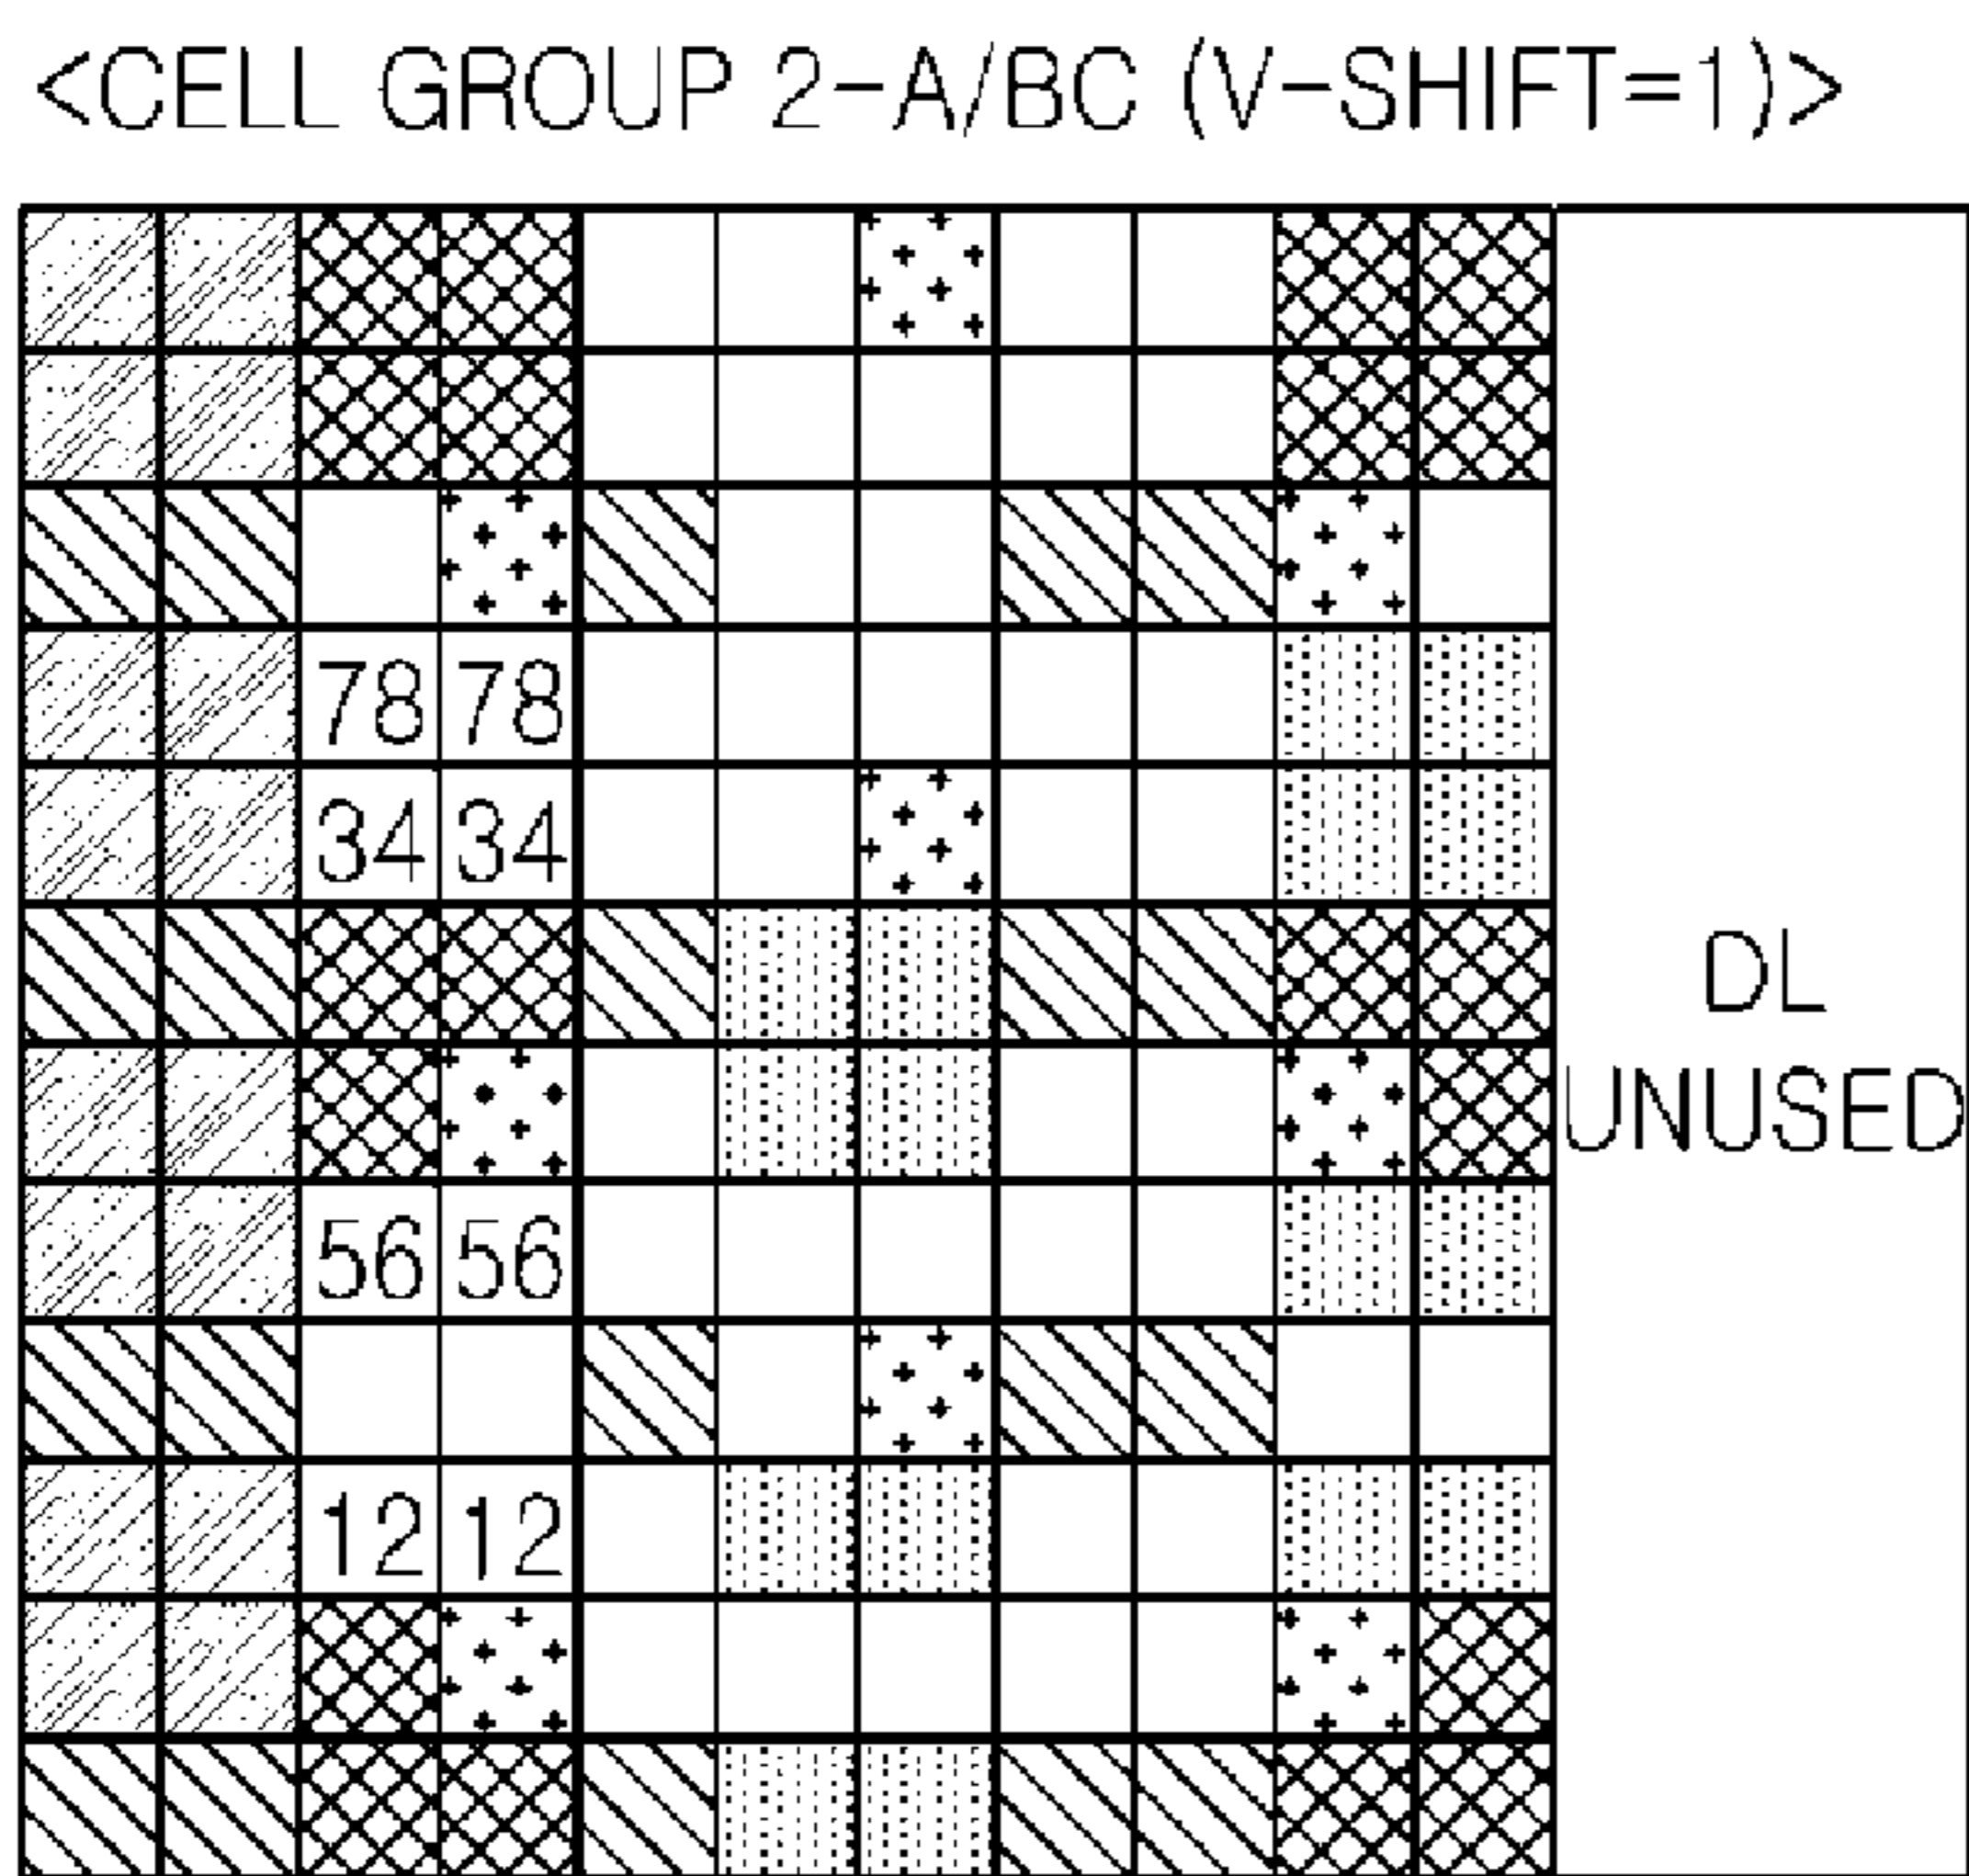 <CELL GROUP 2-A/BC (V-SHIFT=1)>
78 78
34 34
DL
UNUSED
56 56
12 12